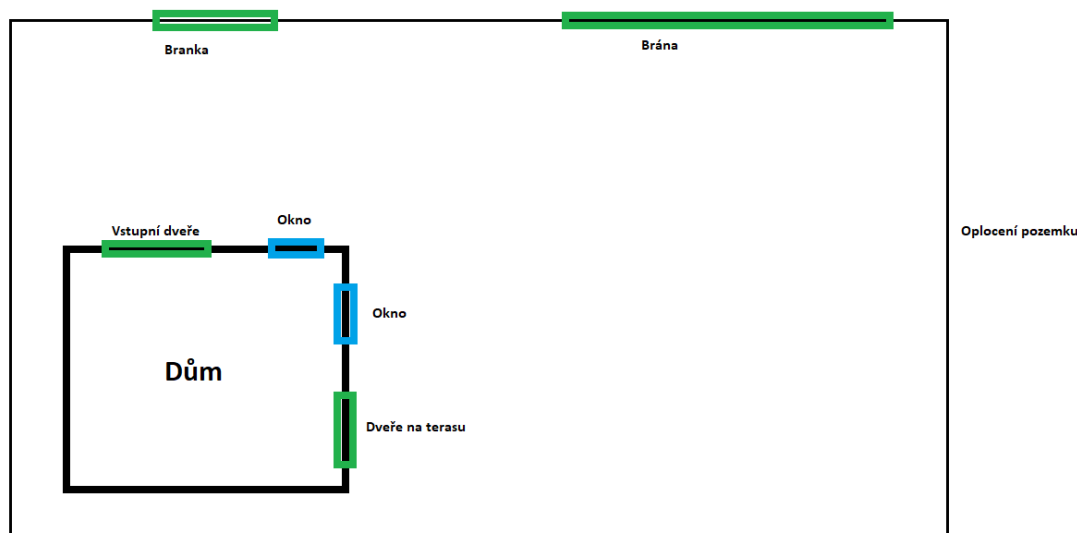 Branka
Brána
Vstupní dveře
Okno
Oplocení pozemku
Okno
Dům
Dveře na terasu